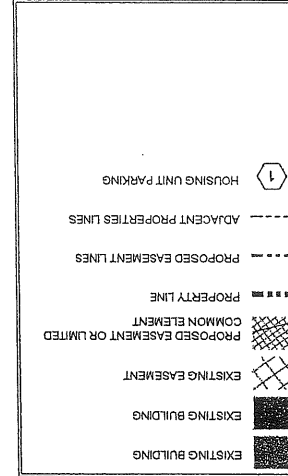 EXISTING BUILDING
EXISTING BUILDING
EXISTING EASEMENT
PROPOSED EASEMENT OR LIMITED
COMMON ELEMENT
PROPERTY LINE
PROPOSED EASEMENT LINES
ADJACENT PROPERTIES LINES
1 HOUSING UNIT PARKING